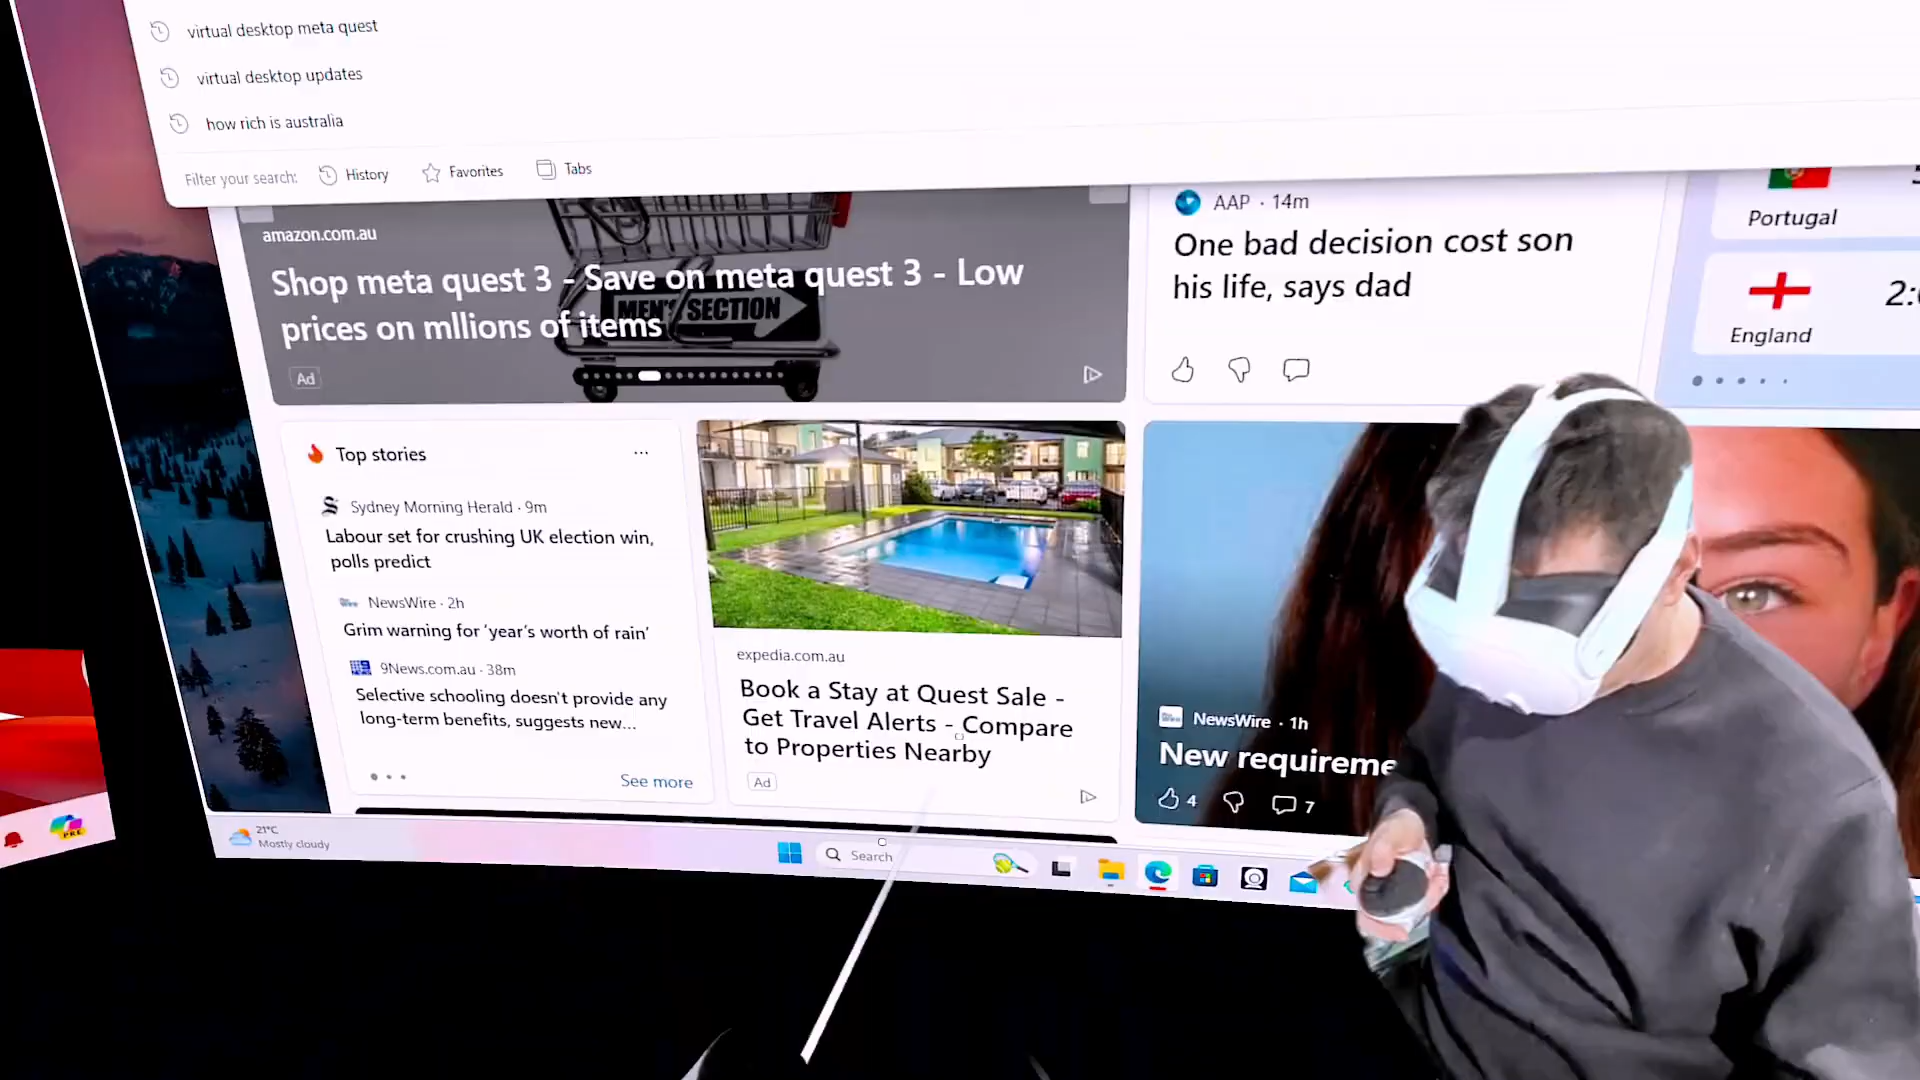 virtual desktop meta quest
virtual desktop updates
how rich is australia
Filter your search:
History
Favorites
Tabs
amazon.com.au
Shop meta quest 3 - Save on meta quest 3 - Low
prices on mllions of items
MEN'S SECTION
Ad
AAP · 14m
One bad decision cost son
his life, says dad
Portugal
England
Top stories
Sydney Morning Herald · 9m
Labour set for crushing UK election win,
polls predict
NewsWire · 2h
Grim warning for ‘year’s worth of rain’
9News.com.au · 38m
Selective schooling doesn't provide any
long-term benefits, suggests new...
See more
expedia.com.au
Book a Stay at Quest Sale -
Get Travel Alerts - Compare
to Properties Nearby
Ad
NewsWire · 1h
New requireme
4
7
21°C
Mostly cloudy
Search
PRE